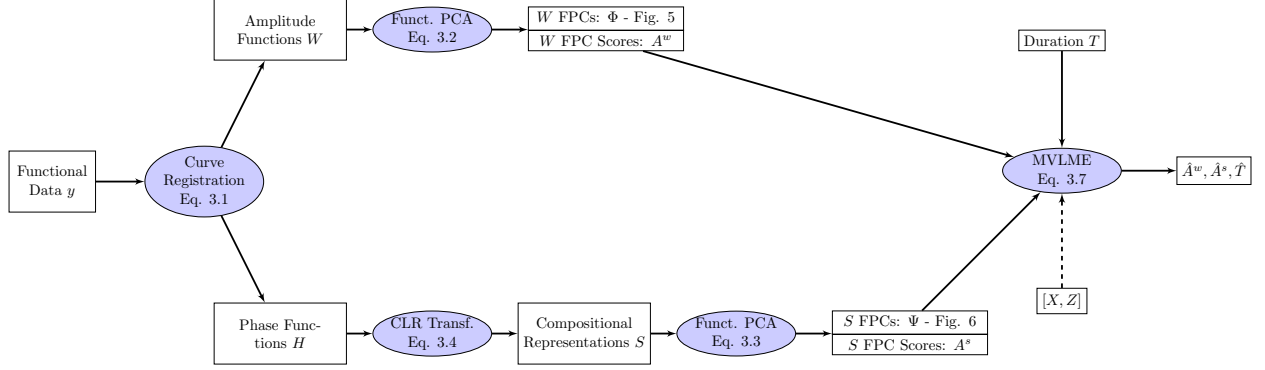 Amplitude
Functions W
Funct. PCA
Eq. 3.2
W FPCs: Φ - Fig. 5
W FPC Scores: A^w
Duration T
Functional
Data y
Curve
Registration
Eq. 3.1
MVLME
Eq. 3.7
Â^w, Â^s, T̂
[X, Z]
Phase Func-
tions H
CLR Transf.
Eq. 3.4
Compositional
Representations S
Funct. PCA
Eq. 3.3
S FPCs: Ψ - Fig. 6
S FPC Scores: A^s